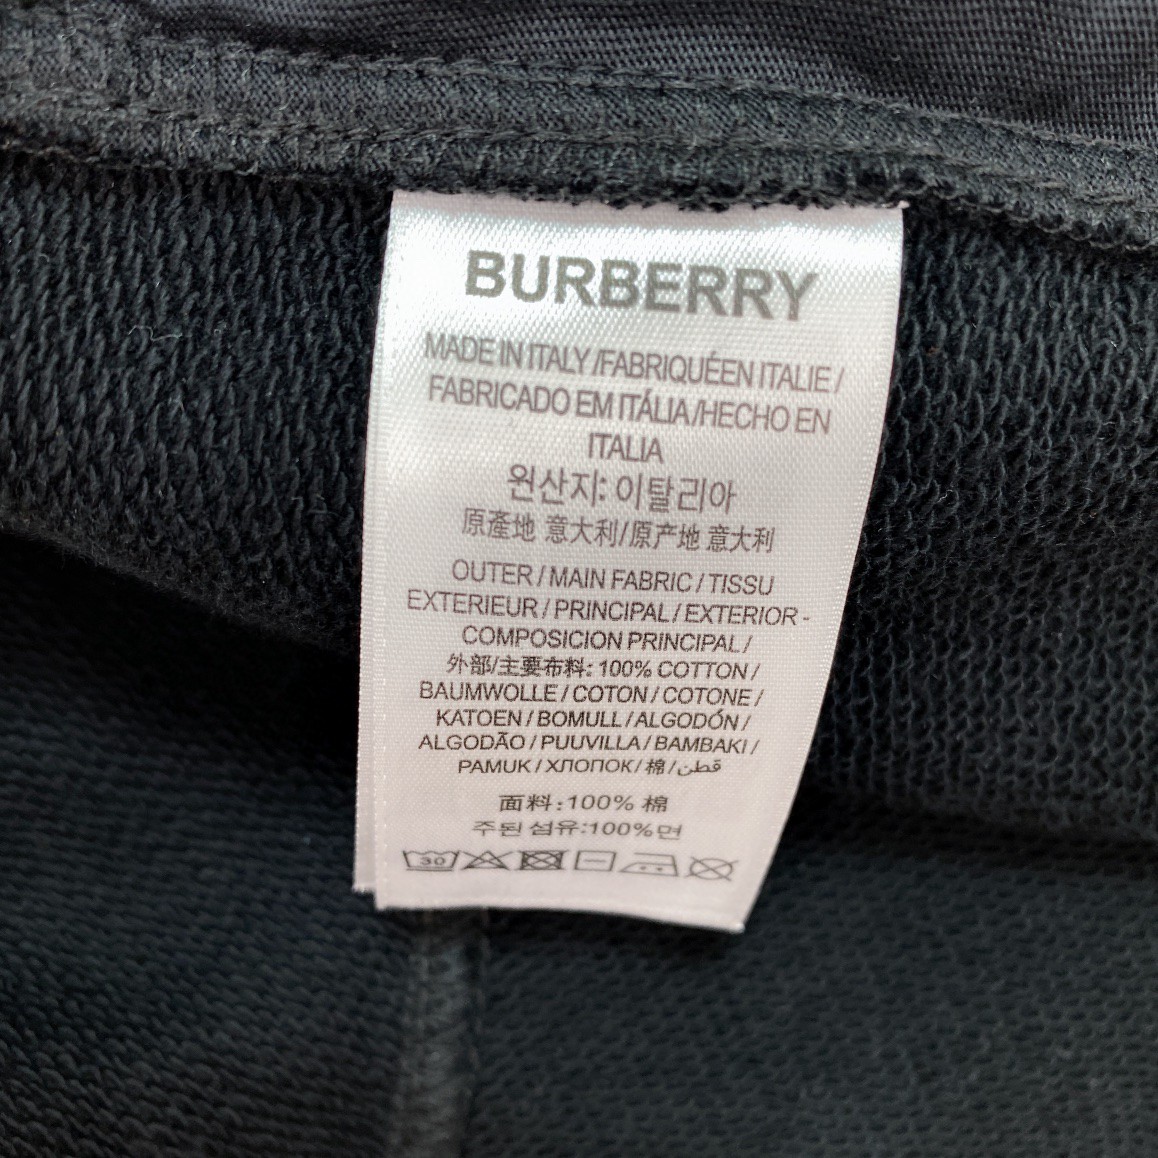 BURBERRY
MADE IN ITALY /FABRIQUÉEN ITALIE /
FABRICADO EM ITÁLIA/HECHO EN
ITALIA
원산지: 이탈리아
原產地 意大利/原产地 意大利
OUTER / MAIN FABRIC / TISSU
EXTERIEUR / PRINCIPAL / EXTERIOR -
COMPOSICION PRINCIPAL /
外部/主要布料: 100% COTTON /
BAUMWOLLE / COTON / COTONE /
KATOEN / BOMULL / ALGODÓN /
ALGODÃO / PUUVILLA / BAMBAKI /
PAMUK / ХЛОПОК / 棉 / قطن
面料: 100% 棉
주된 섬유:100%면
30